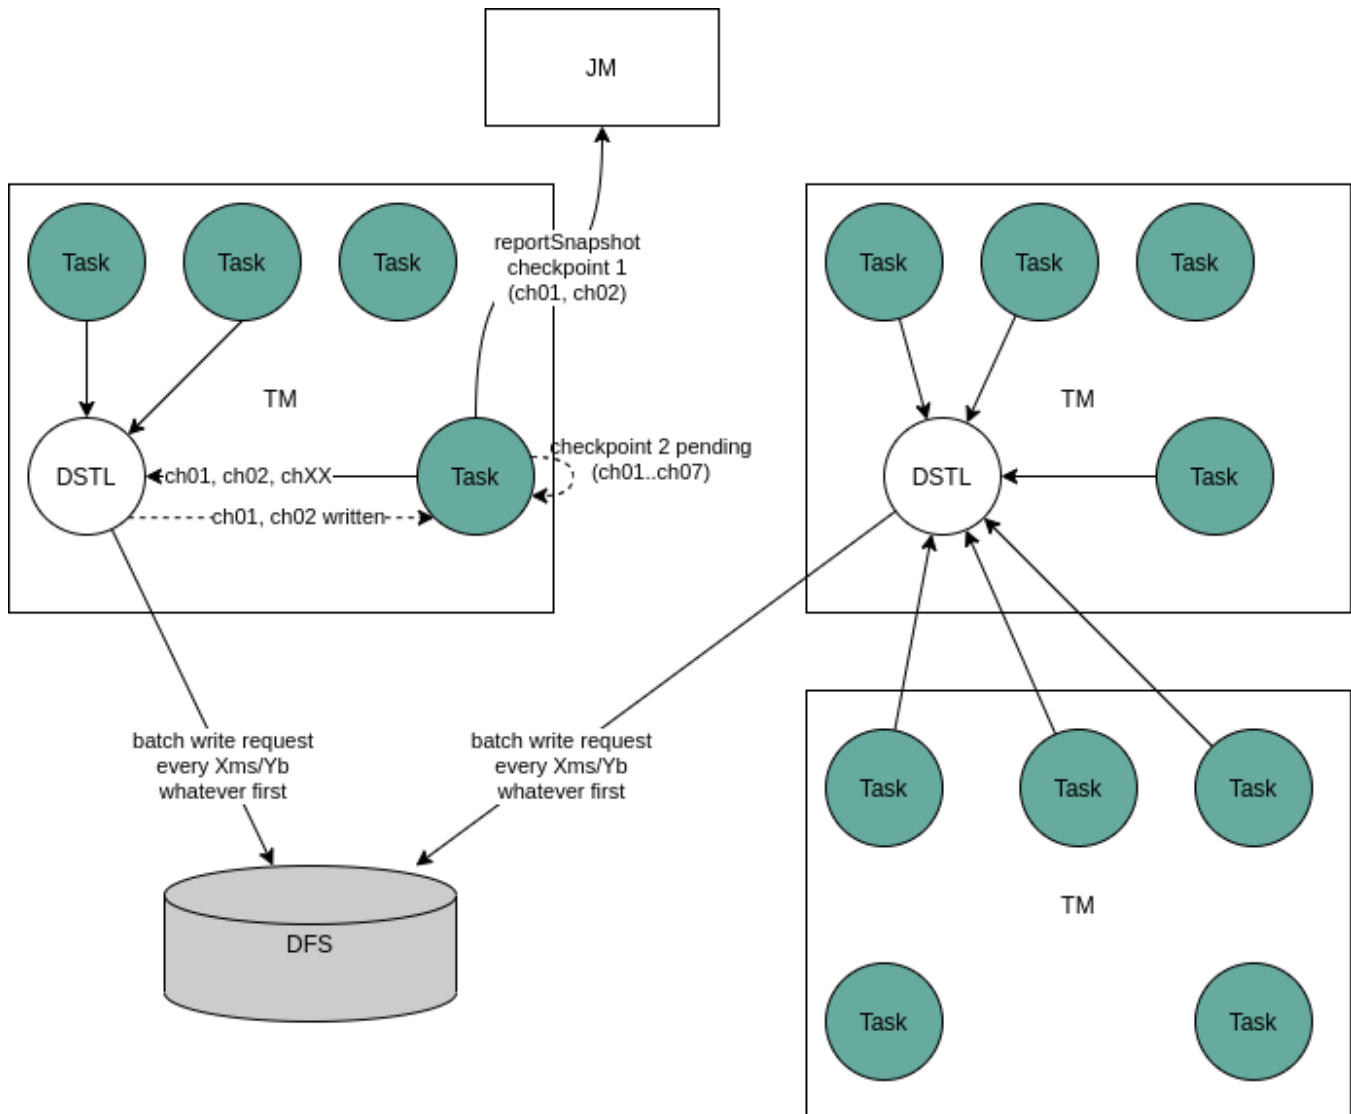 JM
Task
Task
Task
reportSnapshot
checkpoint 1
(ch01, ch02)
TM
DSTL
ch01, ch02, chXX
Task
checkpoint 2 pending
(ch01..ch07)
ch01, ch02 written
Task
Task
Task
TM
DSTL
Task
batch write request
every Xms/Yb
whatever first
batch write request
every Xms/Yb
whatever first
DFS
Task
Task
Task
TM
Task
Task